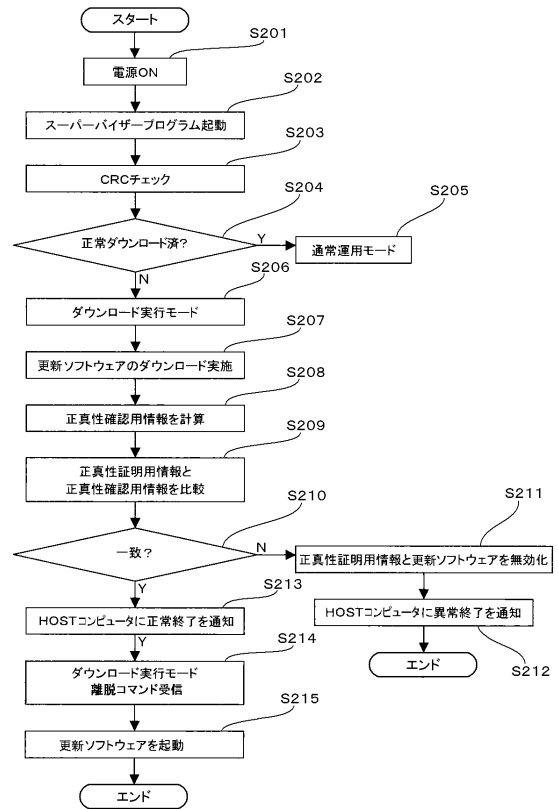 スタート
S201
電源ON
S202
スーパーバイザープログラム起動
S203
CRCチェック
S204
正常ダウンロード済?
Y
S205
通常運用モード
N
S206
ダウンロード実行モード
S207
更新ソフトウェアのダウンロード実施
S208
正真性確認用情報を計算
S209
正真性証明用情報と
正真性確認用情報を比較
S210
一致?
N
S211
正真性証明用情報と更新ソフトウェアを無効化
Y
S213
HOSTコンピュータに正常終了を通知
HOSTコンピュータに異常終了を通知
S212
エンド
Y
S214
ダウンロード実行モード
離脱コマンド受信
S215
更新ソフトウェアを起動
エンド